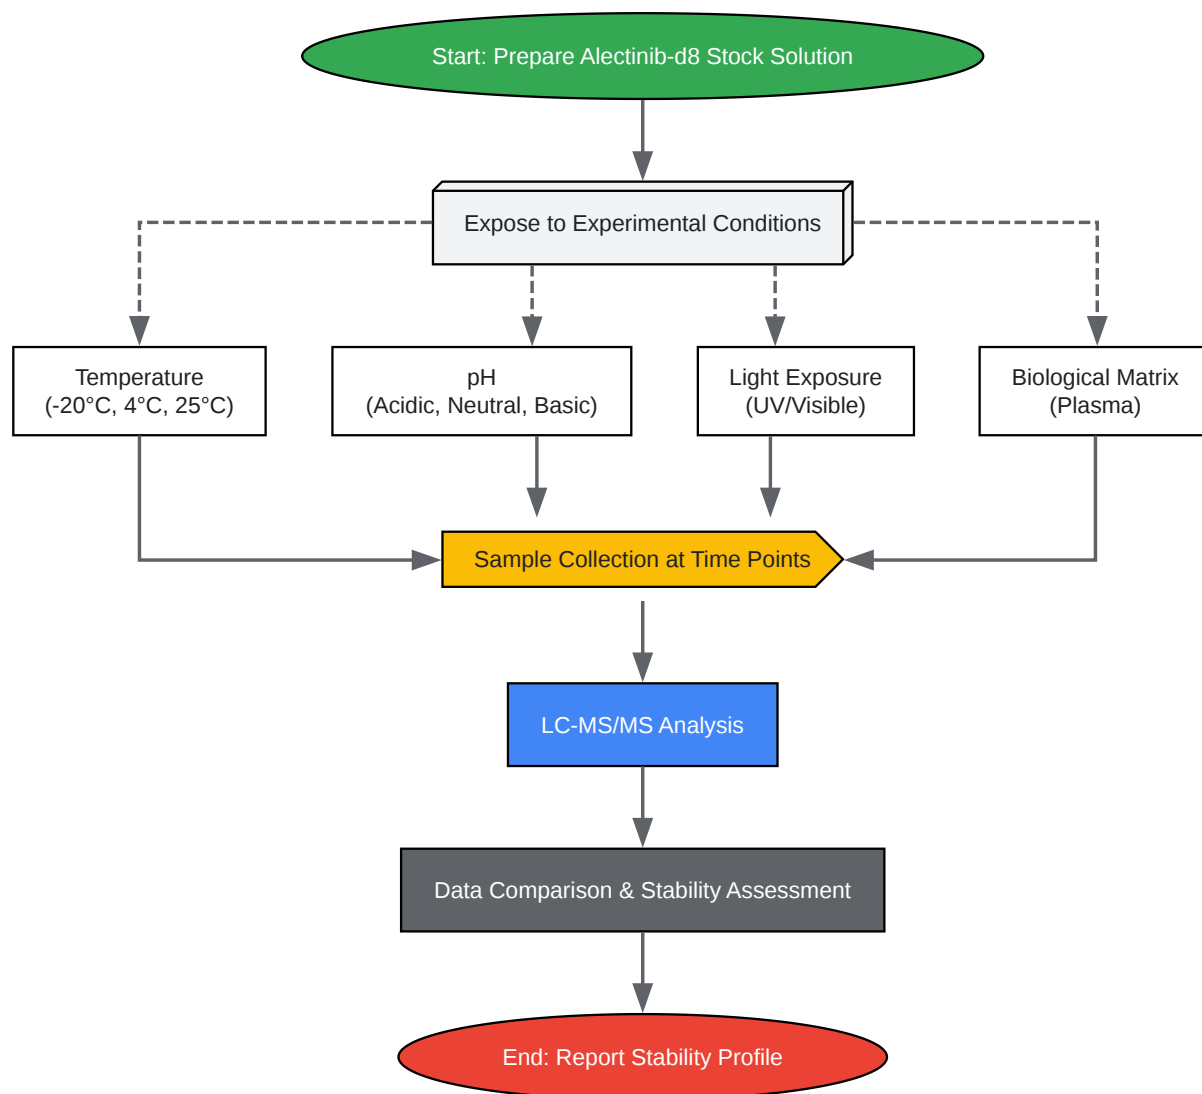 Start: Prepare Alectinib-d8 Stock Solution
Expose to Experimental Conditions
Temperature
(-20°C, 4°C, 25°C)
pH
(Acidic, Neutral, Basic)
Light Exposure
(UV/Visible)
Biological Matrix
(Plasma)
Sample Collection at Time Points
LC-MS/MS Analysis
Data Comparison & Stability Assessment
End: Report Stability Profile